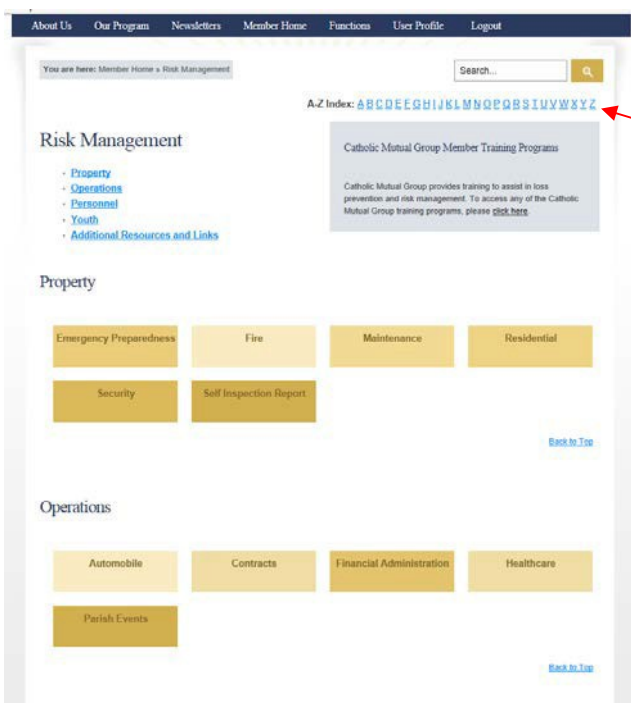 About Us Our Program Newsletters Member Home Functions User Profile Logout
You are here: Member Home » Risk Management
Search...
A-Z Index: A B C D E F G H I J K L M N O P Q R S T U V W X Y Z
Risk Management
Property
Operations
Personnel
Youth
Additional Resources and Links
Catholic Mutual Group Member Training Programs
Catholic Mutual Group provides training to assist in loss
prevention and risk management. To access any of the Catholic
Mutual Group training programs, please click here.
Property
Emergency Preparedness Fire Maintenance Residential
Security Self Inspection Report
Back to Top
Operations
Automobile Contracts Financial Administration Healthcare
Parish Events
Back to Top